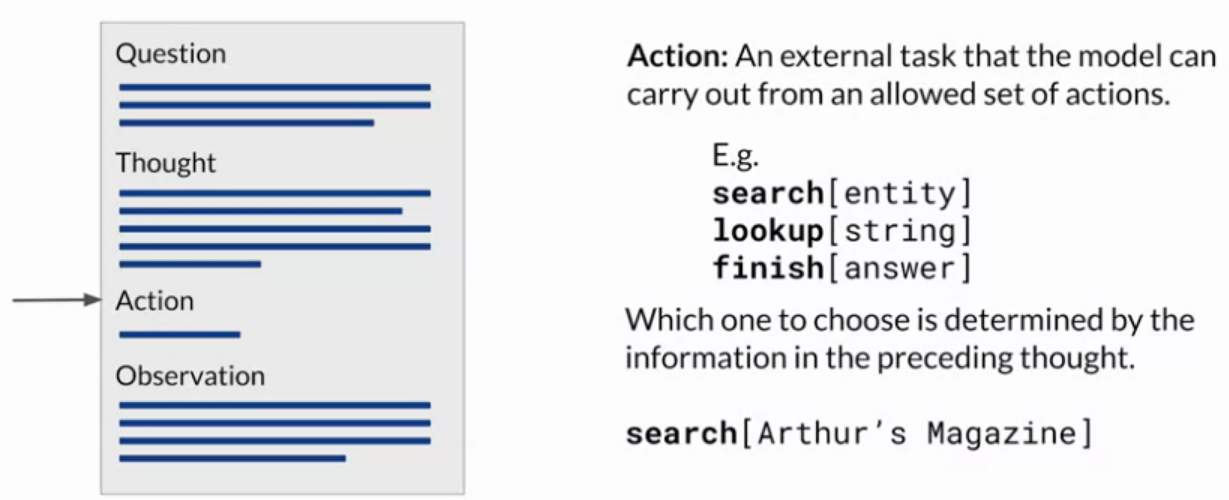 Question
Thought
Action
Observation
Action: An external task that the model can
carry out from an allowed set of actions.
E.g.
search[entity]
lookup[string]
finish[answer]
Which one to choose is determined by the
information in the preceding thought.
search[Arthur’s Magazine]